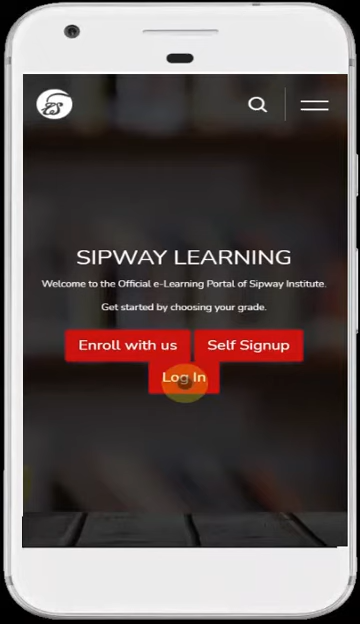 SIPWAY LEARNING
Welcome to the Official e-Learning Portal of Sipway Institute.
Get started by choosing your grade.
Enroll with us Self Signup
Log In